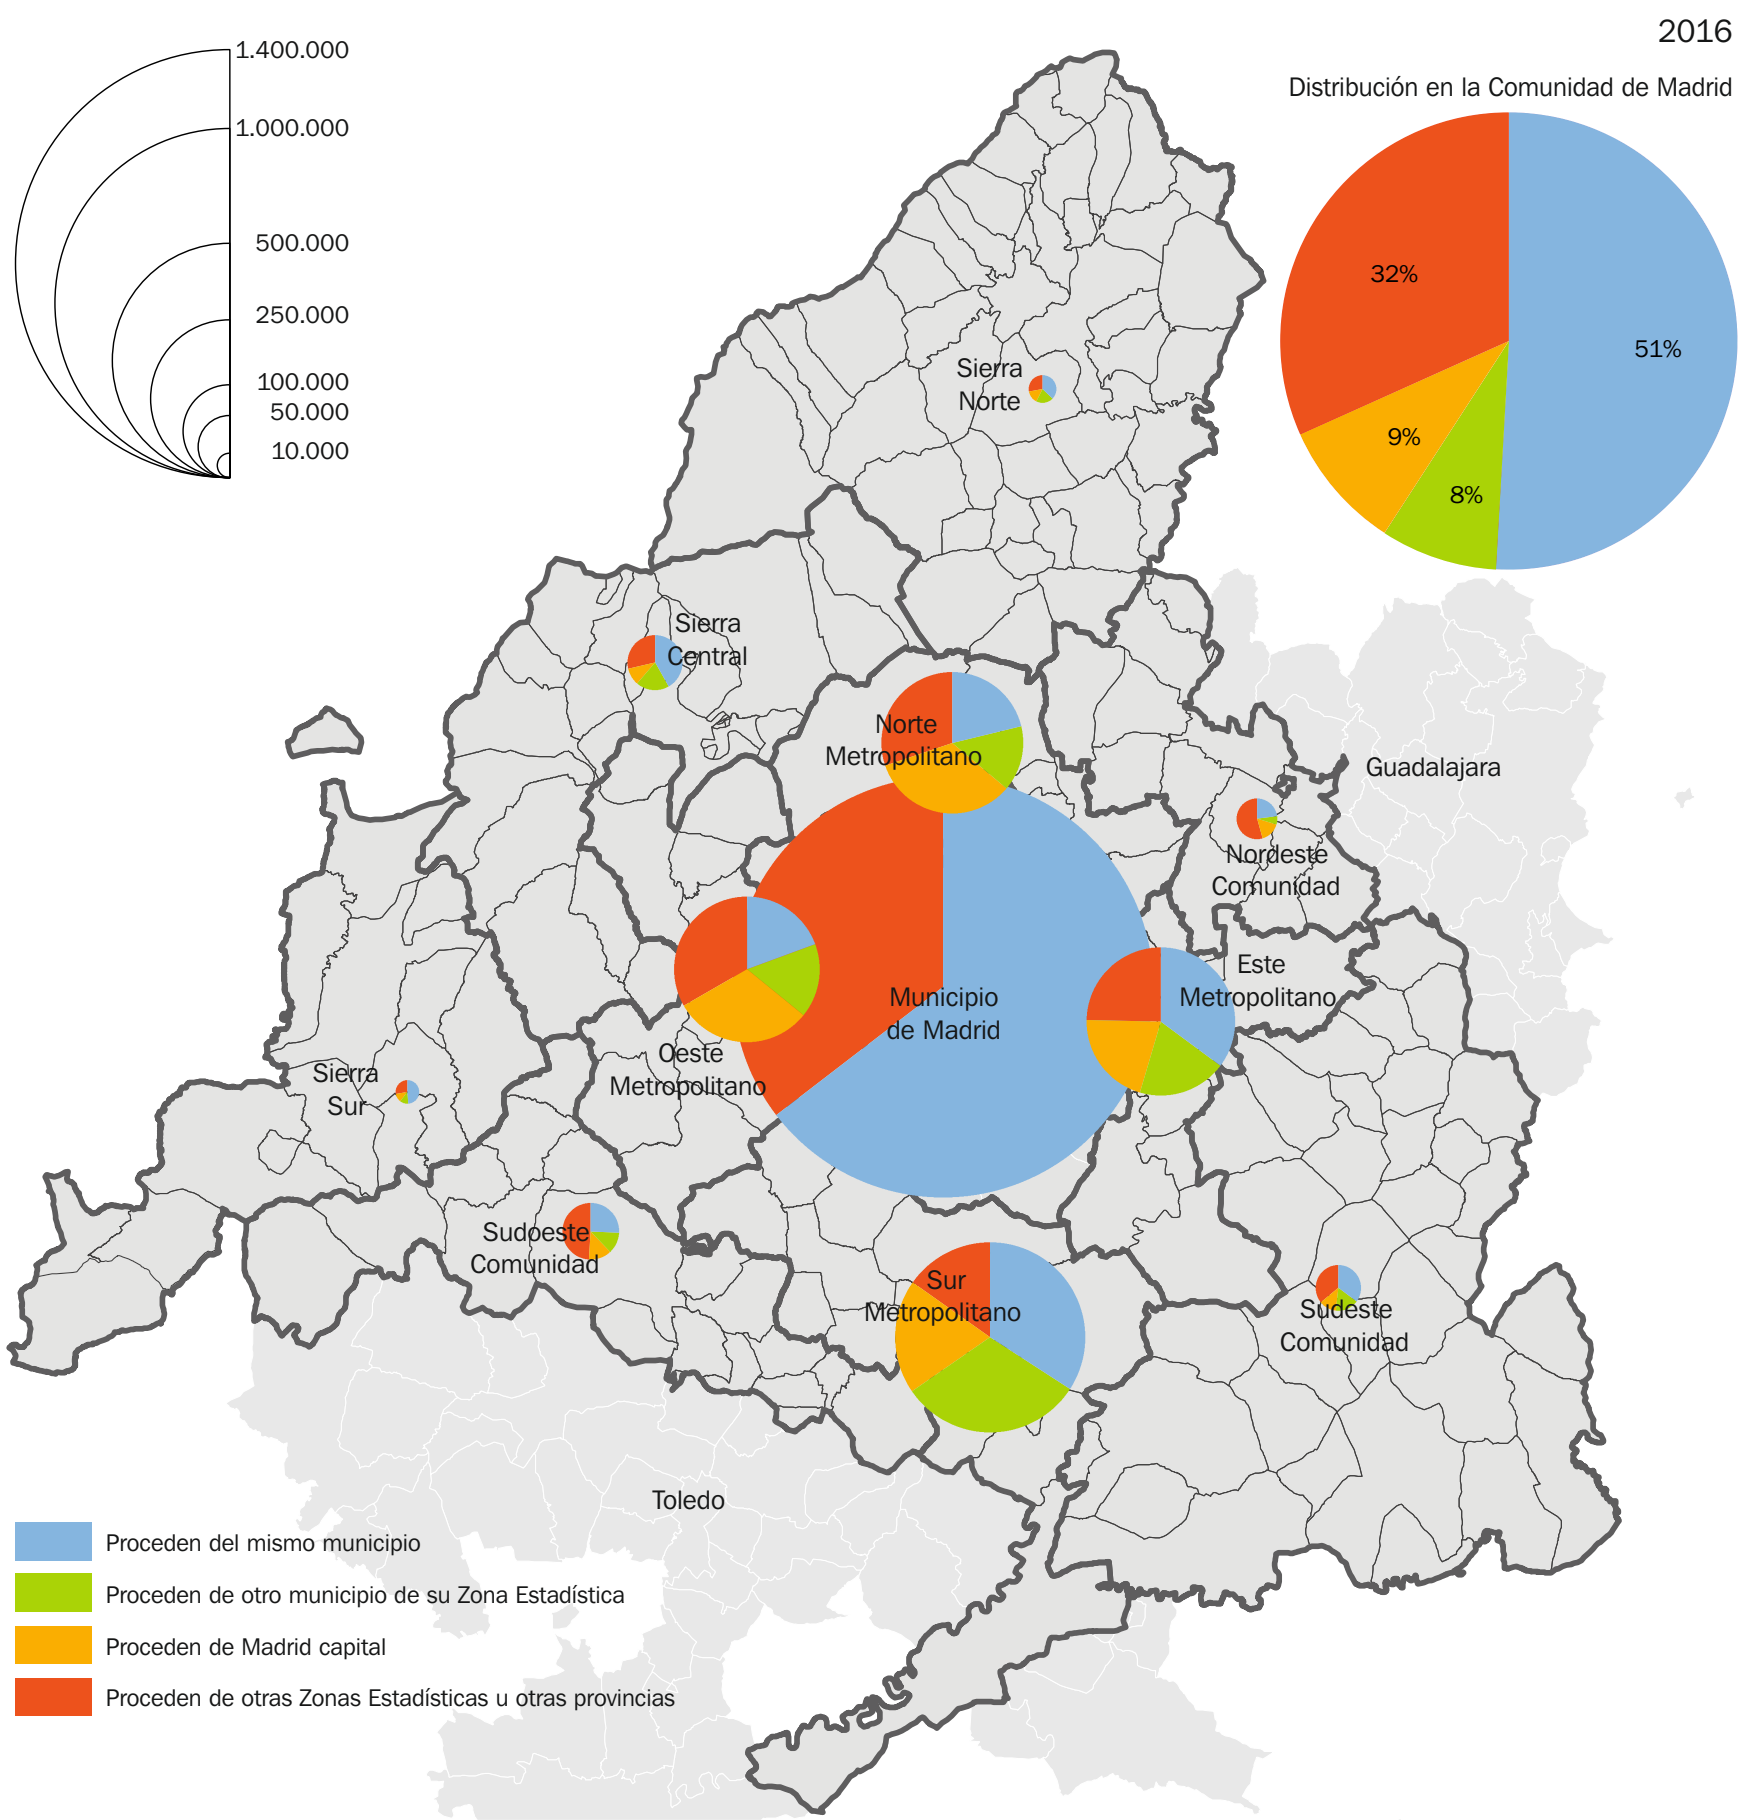 2016
Distribución en la Comunidad de Madrid
1.400.000
1.000.000
500.000
250.000
100.000
50.000
10.000
32%
51%
9%
8%
Sierra
Norte
Sierra
Central
Norte
Metropolitano
Guadalajara
Nordeste
Comunidad
Este
Metropolitano
Municipio
de Madrid
Oeste
Metropolitano
Sierra
Sur
Sudoeste
Comunidad
Sur
Metropolitano
Sudeste
Comunidad
Toledo
Proceden del mismo municipio
Proceden de otro municipio de su Zona Estadística
Proceden de Madrid capital
Proceden de otras Zonas Estadísticas u otras provincias